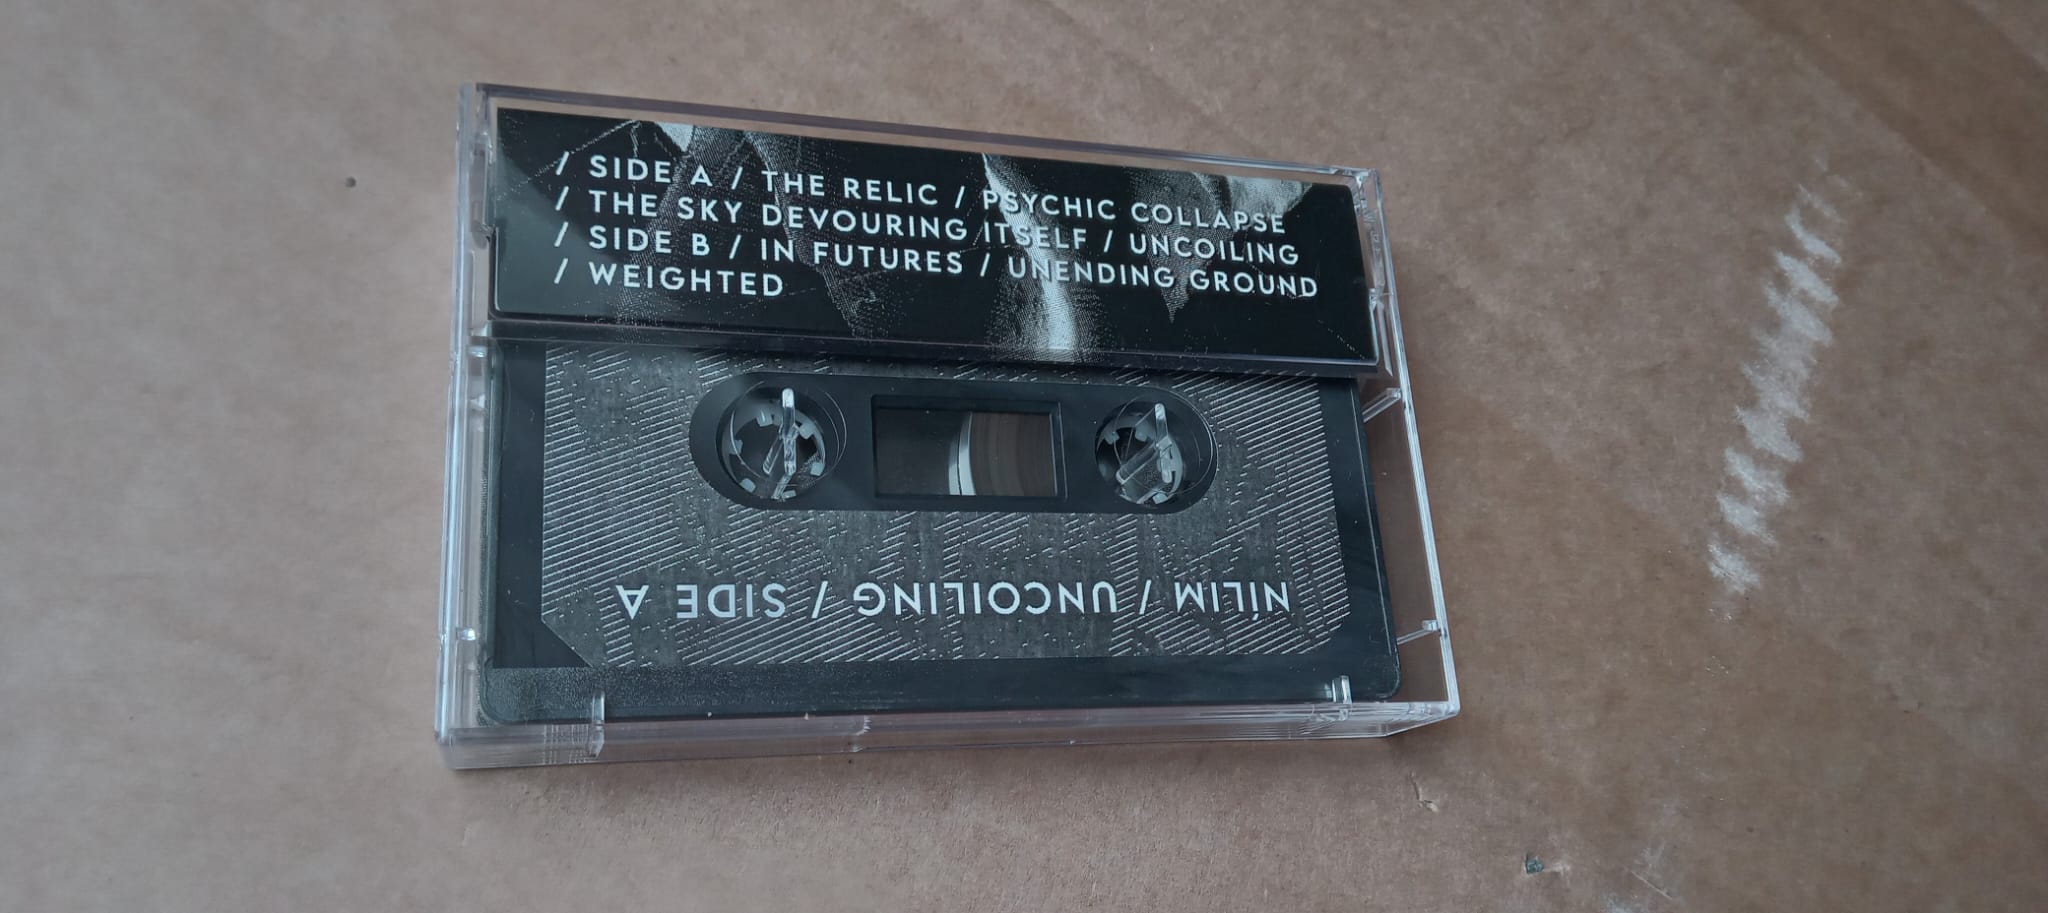 / SIDE A / THE RELIC / PSYCHIC COLLAPSE
/ THE SKY DEVOURING ITSELF / UNCOILING
/ SIDE B / IN FUTURES / UNENDING GROUND
/ WEIGHTED
NÍLIM / UNCOILING / SIDE A